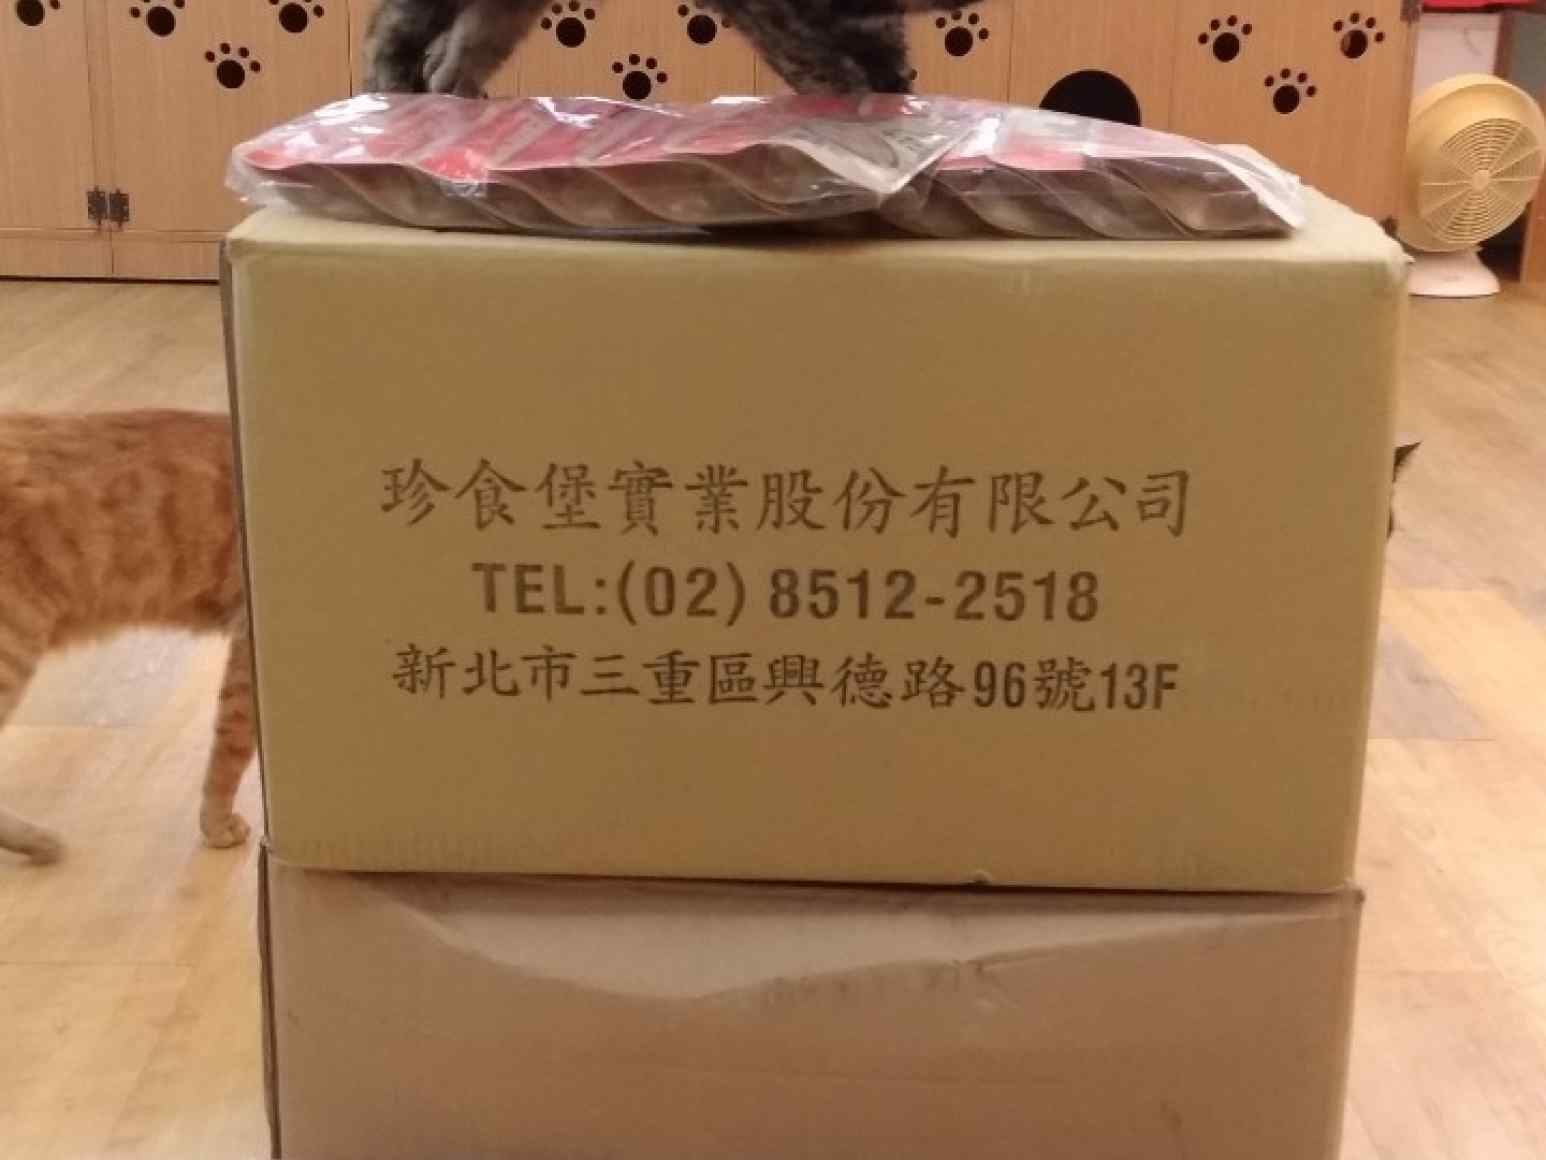 珍食堡實業股份有限公司
TEL:(02) 8512-2518
新北市三重區興德路96號13F